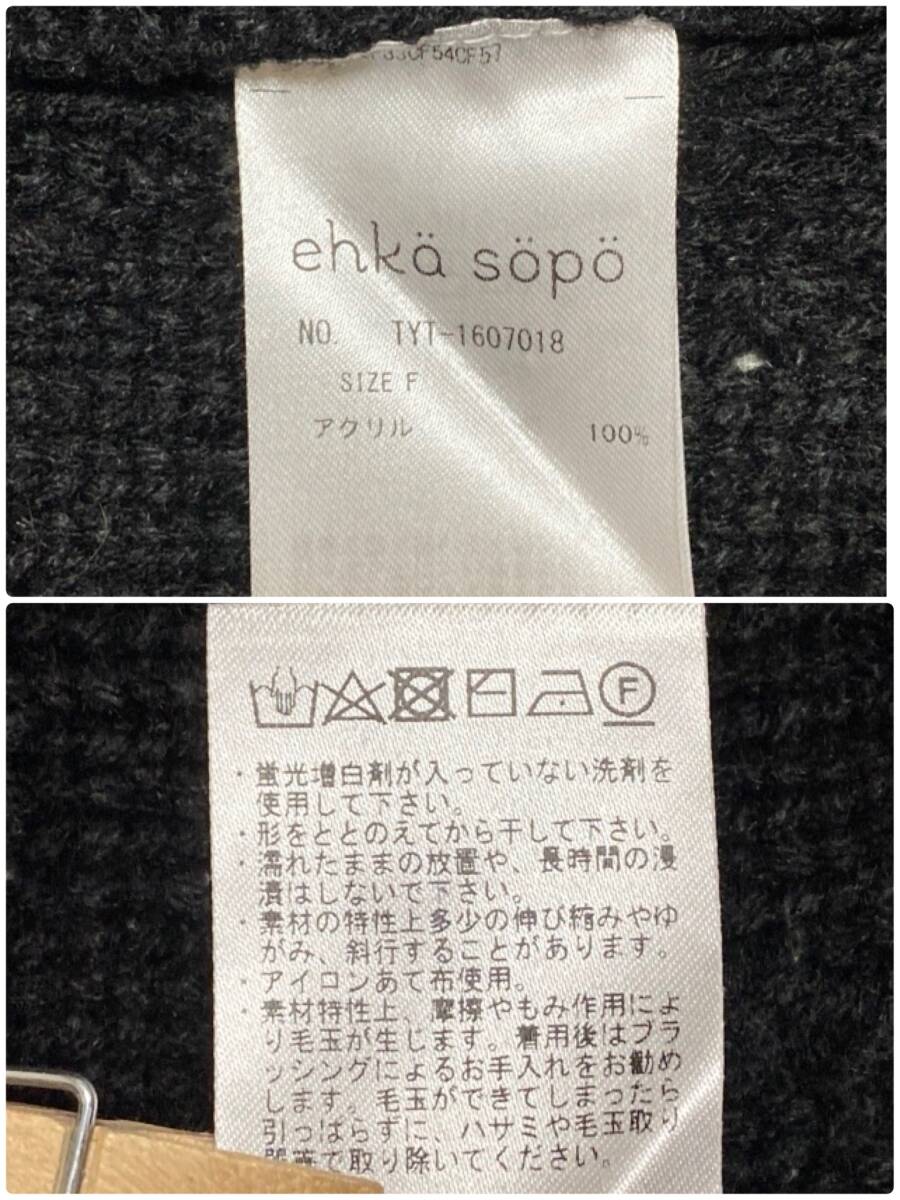 ehkä söpö
NO. TYT-1607018
SIZE F
アクリル 100%
F
・蛍光増白剤が入っていない洗剤を
使用して下さい。
・形をととのえてから干して下さい。
・濡れたままの放置や、長時間の浸
漬はしないで下さい。
・素材の特性上多少の伸び縮みやゆ
がみ、斜行することがあります。
・アイロンあて布使用。
・素材特性上、摩擦やもみ作用によ
り毛玉が生じます。着用後はブラ
ッシングによるお手入れをお勧め
します。毛玉ができてしまったら
引っぱらずに、ハサミや毛玉取り
で取り除いてください。